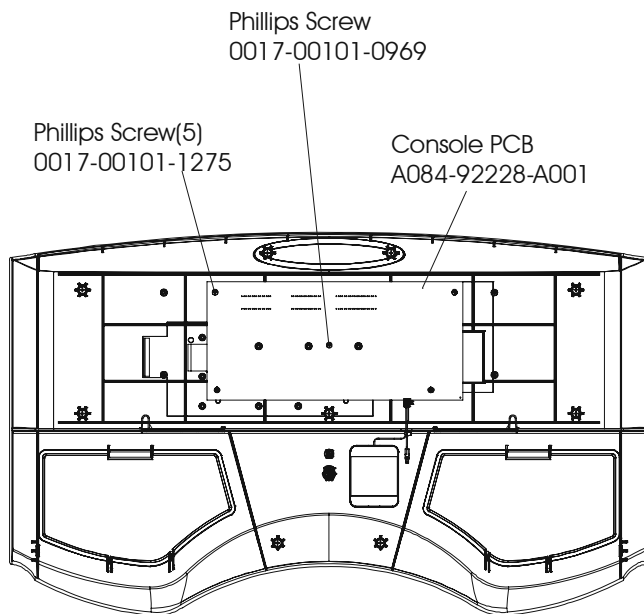 Phillips Screw
0017-00101-0969
Phillips Screw(5)
0017-00101-1275
Console PCB
A084-92228-A001